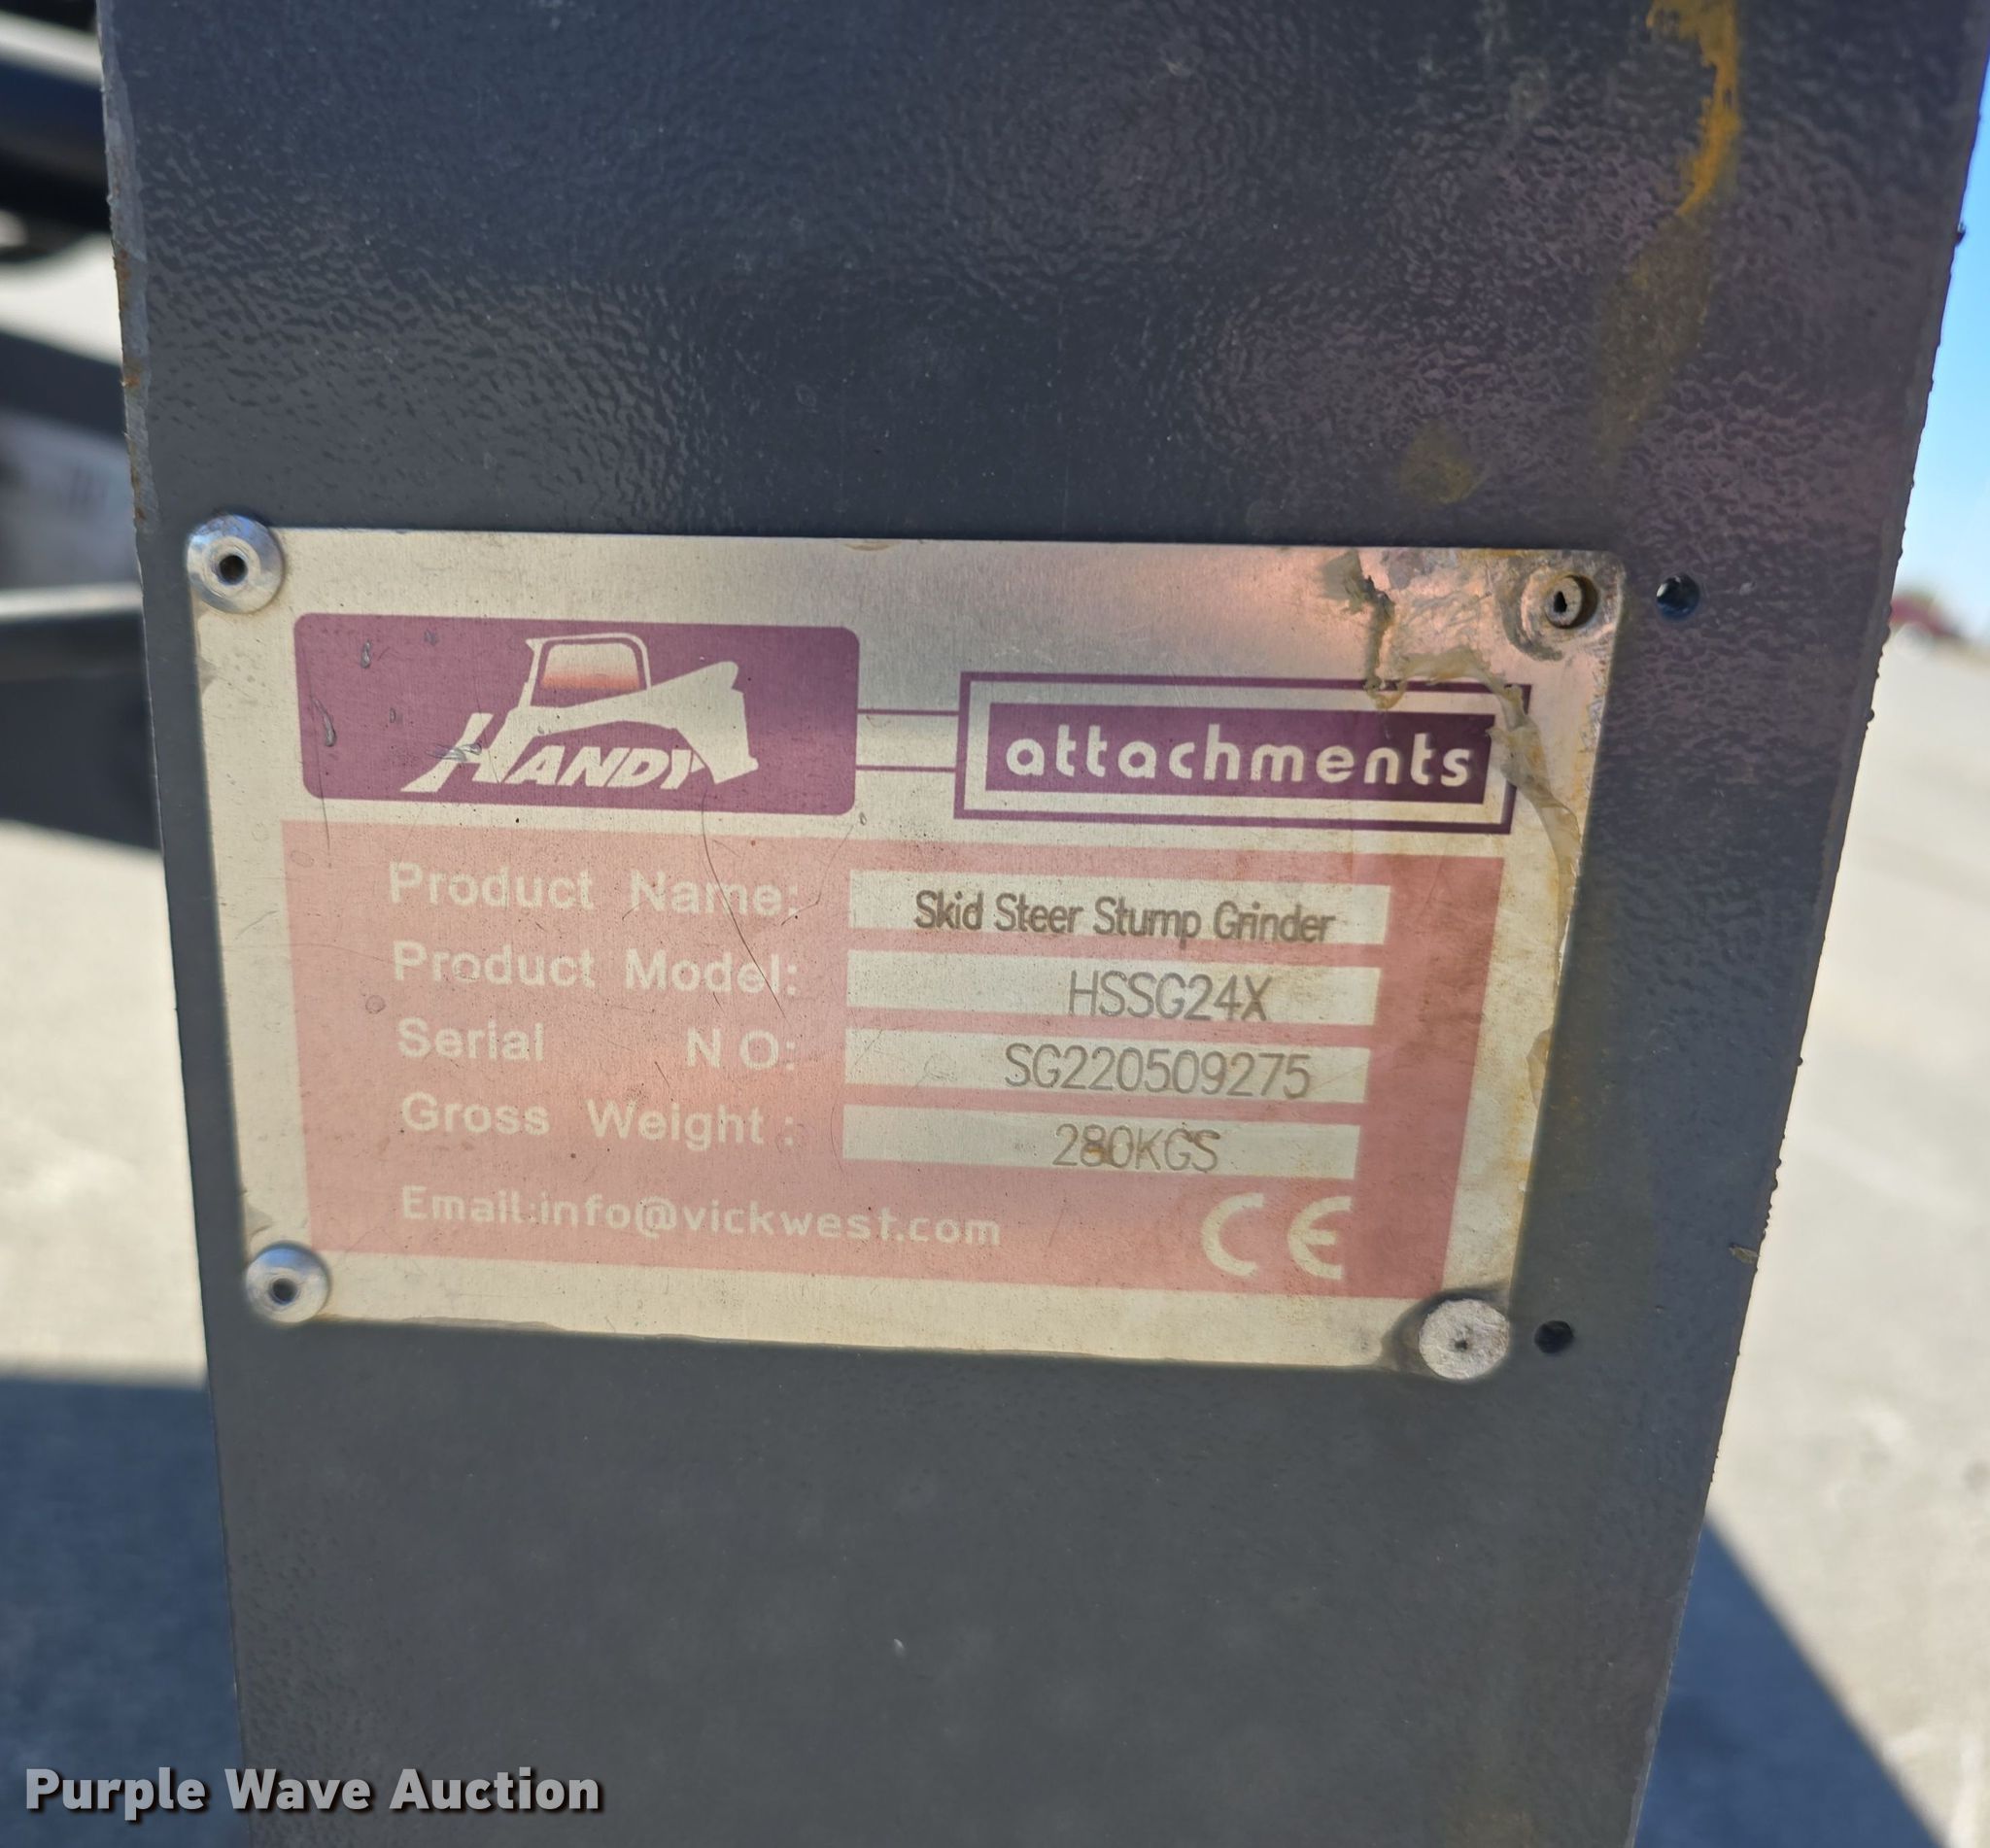 HANDY
attachments
Product Name: Skid Steer Stump Grinder
Product Model: HSSG24X
Serial NO: SG220509275
Gross Weight: 280KGS
Email:info@vickwest.com CE
Purple Wave Auction